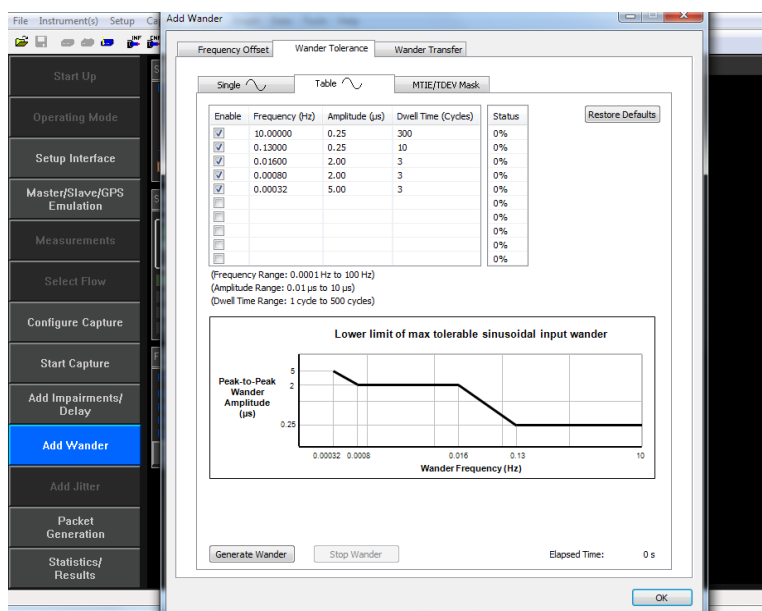 File Instrument(s) Setup Ca
Add Wander
Frequency Offset Wander Tolerance Wander Transfer
Single Table MTIE/TDEV Mask
Restore Defaults
Enable Frequency (Hz) Amplitude (µs) Dwell Time (Cycles) Status
10.00000 0.25 300 0%
0.13000 0.25 10 0%
0.01600 2.00 3 0%
0.00080 2.00 3 0%
0.00032 5.00 3 0%
0%
0%
0%
0%
0%
(Frequency Range: 0.0001 Hz to 100 Hz)
(Amplitude Range: 0.01 µs to 10 µs)
(Dwell Time Range: 1 cycle to 500 cycles)
Lower limit of max tolerable sinusoidal input wander
Peak-to-Peak
Wander
Amplitude
(µs)
5
2
0.25
0.00032 0.0008 0.016 0.13 10
Wander Frequency (Hz)
Generate Wander Stop Wander Elapsed Time: 0 s
OK
Start Up
Operating Mode
Setup Interface
Master/Slave/GPS
Emulation
Measurements
Select Flow
Configure Capture
Start Capture
Add Impairments/
Delay
Add Wander
Add Jitter
Packet
Generation
Statistics/
Results